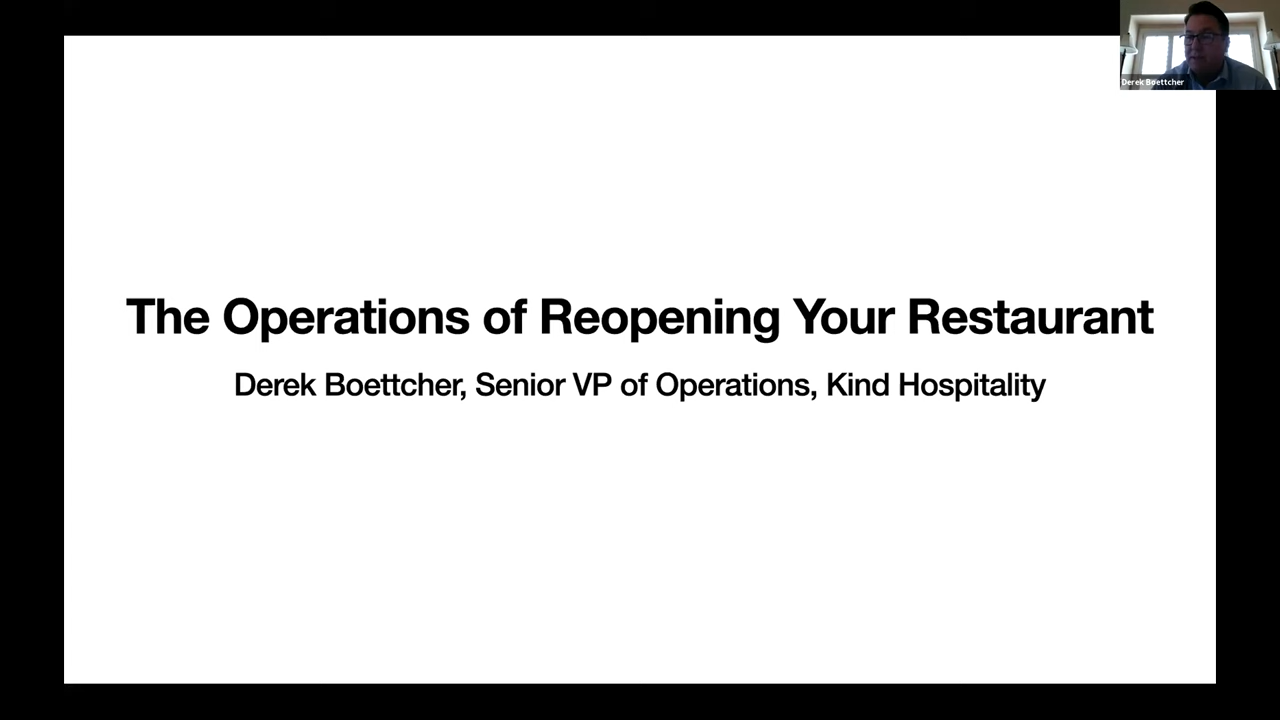 Derek Boettcher
The Operations of Reopening Your Restaurant
Derek Boettcher, Senior VP of Operations, Kind Hospitality